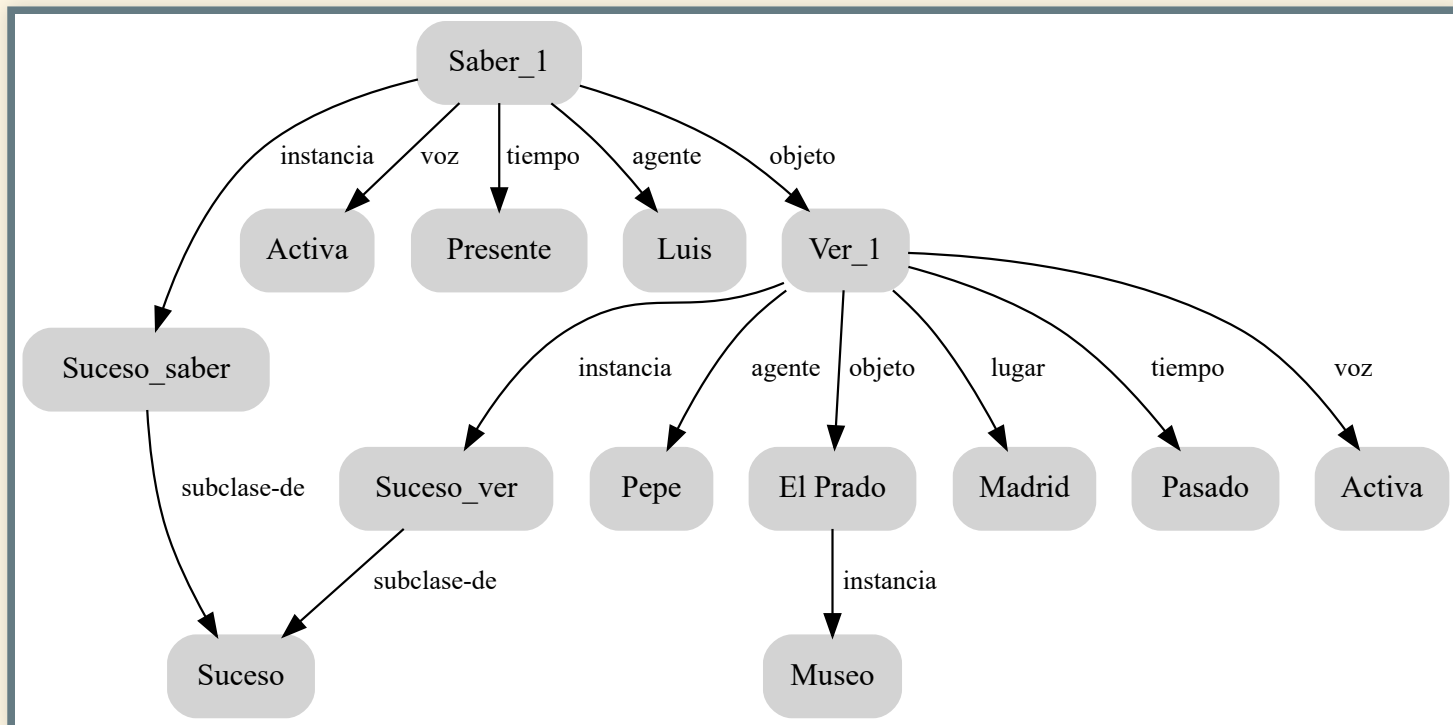 Saber_1
instancia
voz
tiempo
agente
objeto
Activa
Presente
Luis
Ver_1
Suceso_saber
instancia
agente
objeto
lugar
tiempo
voz
subclase-de
Suceso_ver
Pepe
El Prado
Madrid
Pasado
Activa
subclase-de
instancia
Suceso
Museo